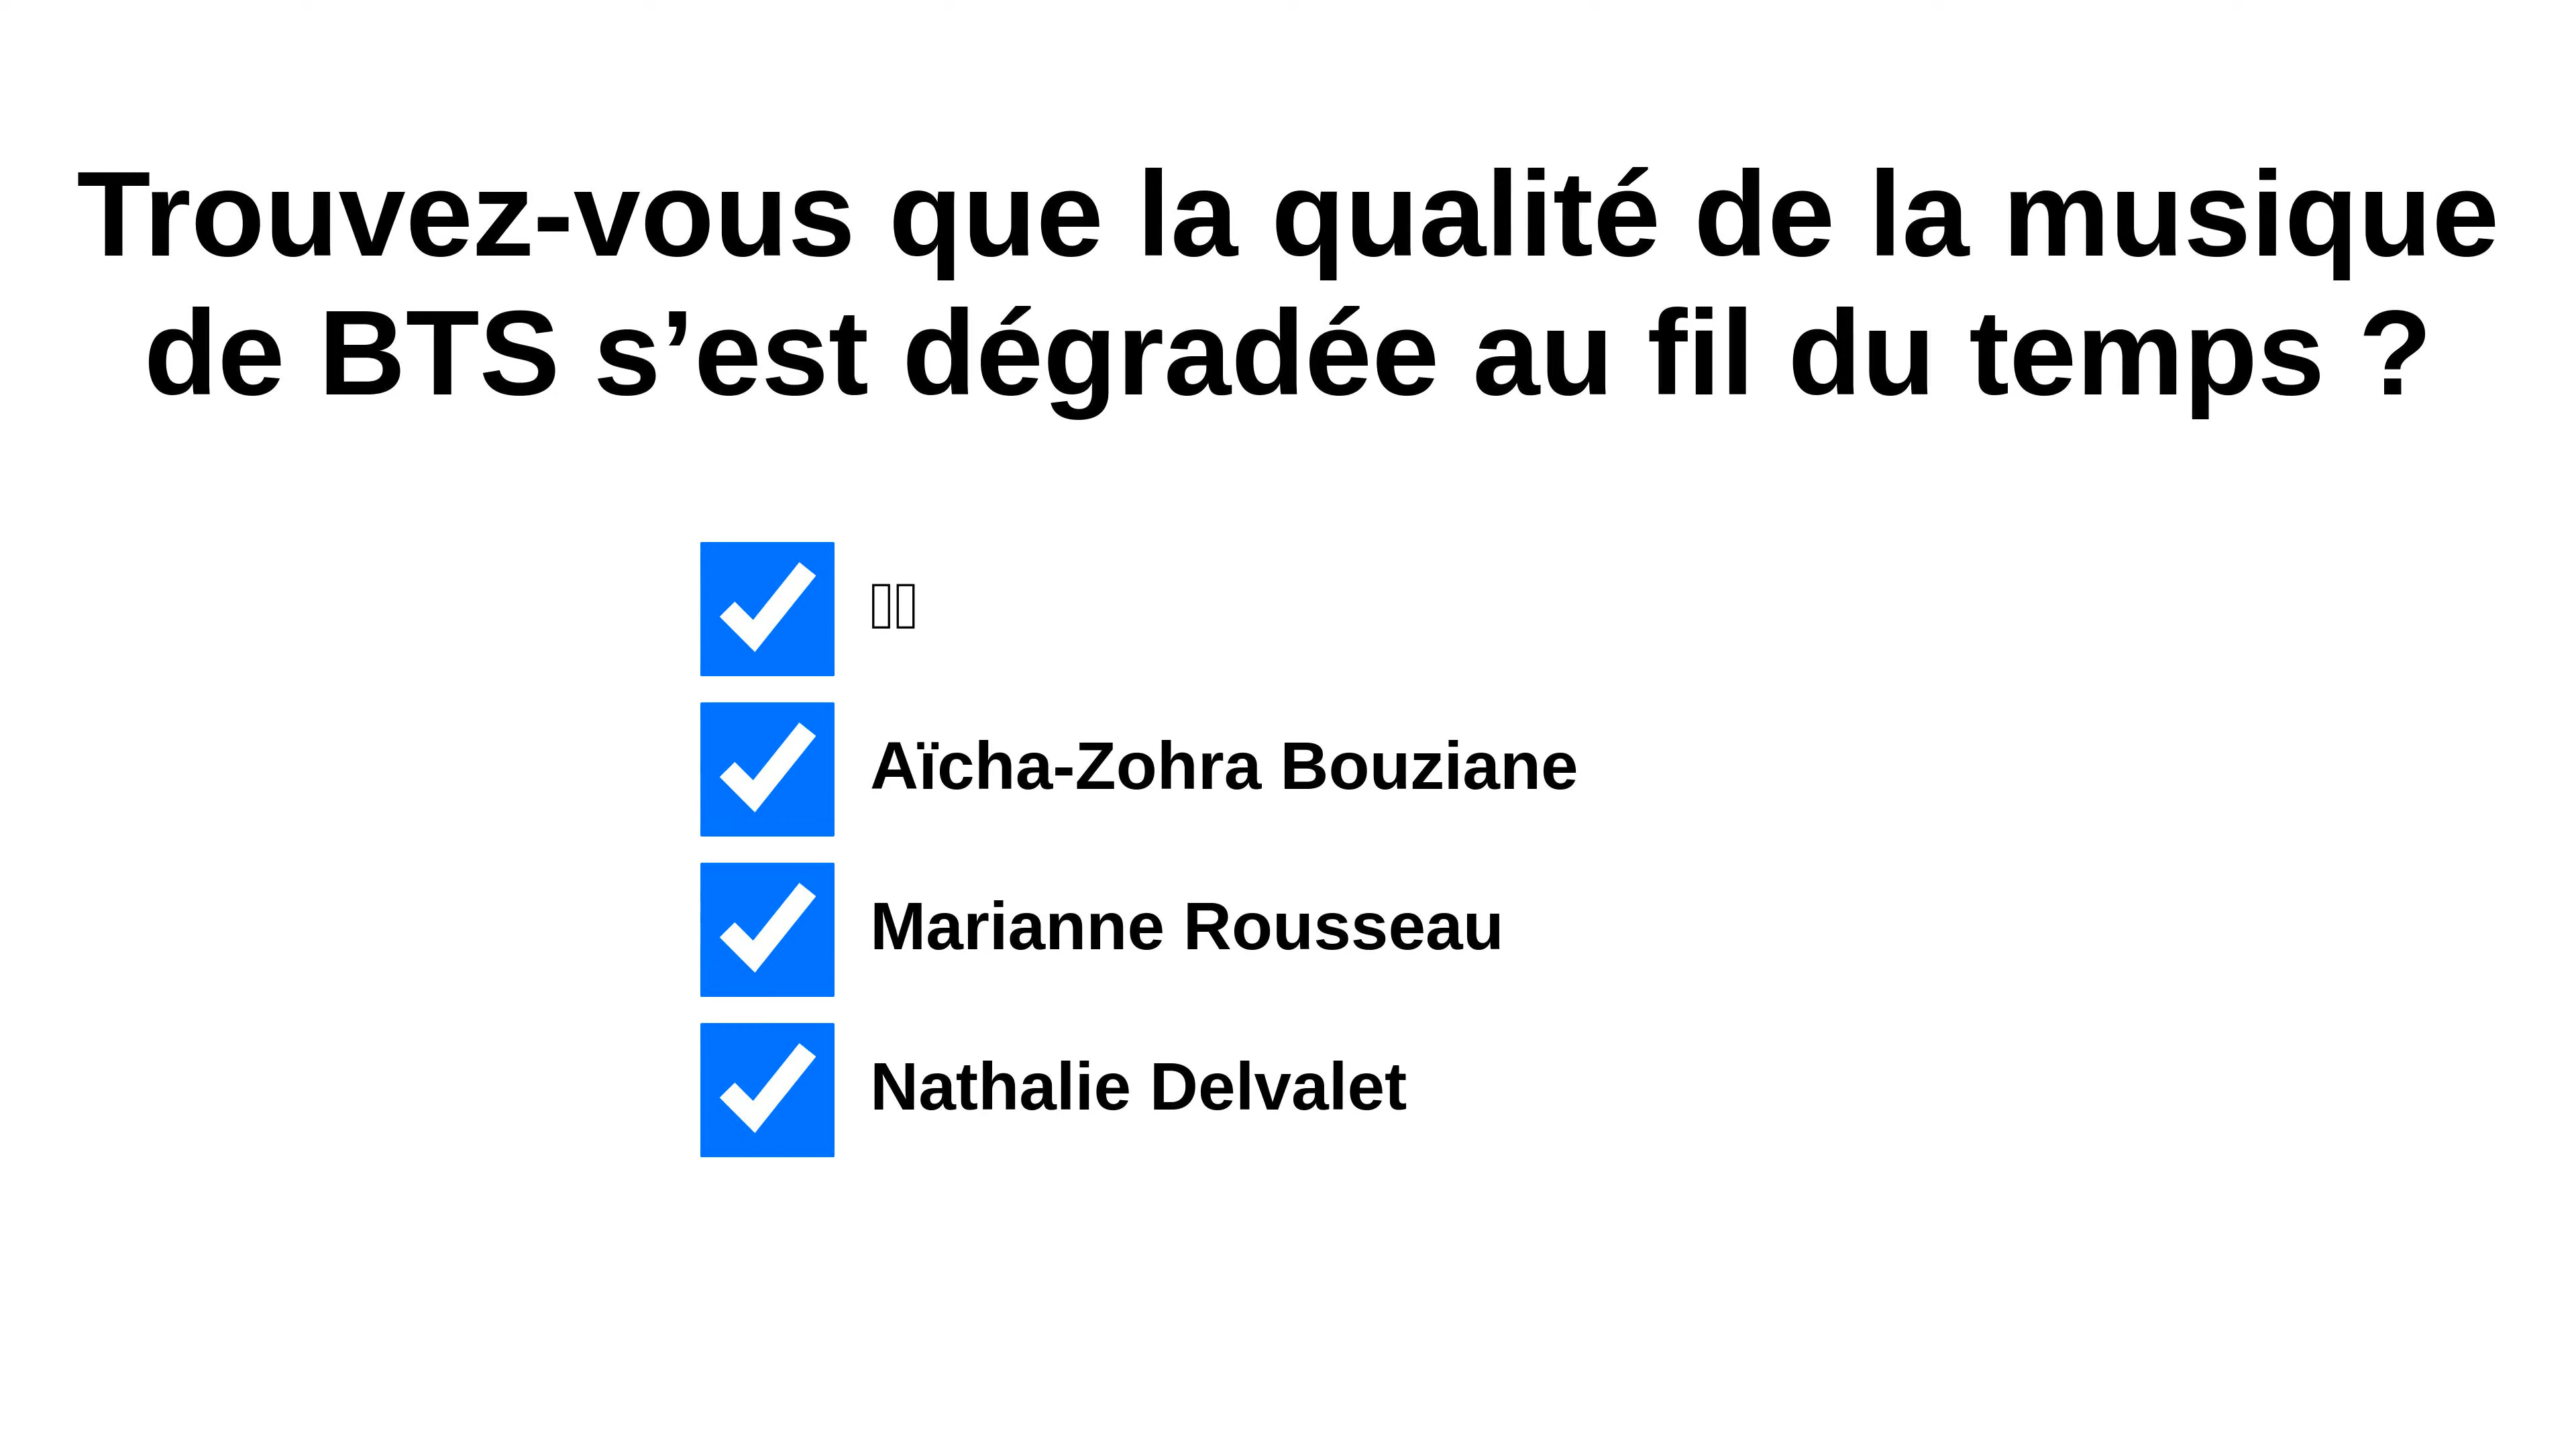 Trouvez-vous que la qualité de la musique
de BTS s’est dégradée au fil du temps ?
Aïcha-Zohra Bouziane
Marianne Rousseau
Nathalie Delvalet